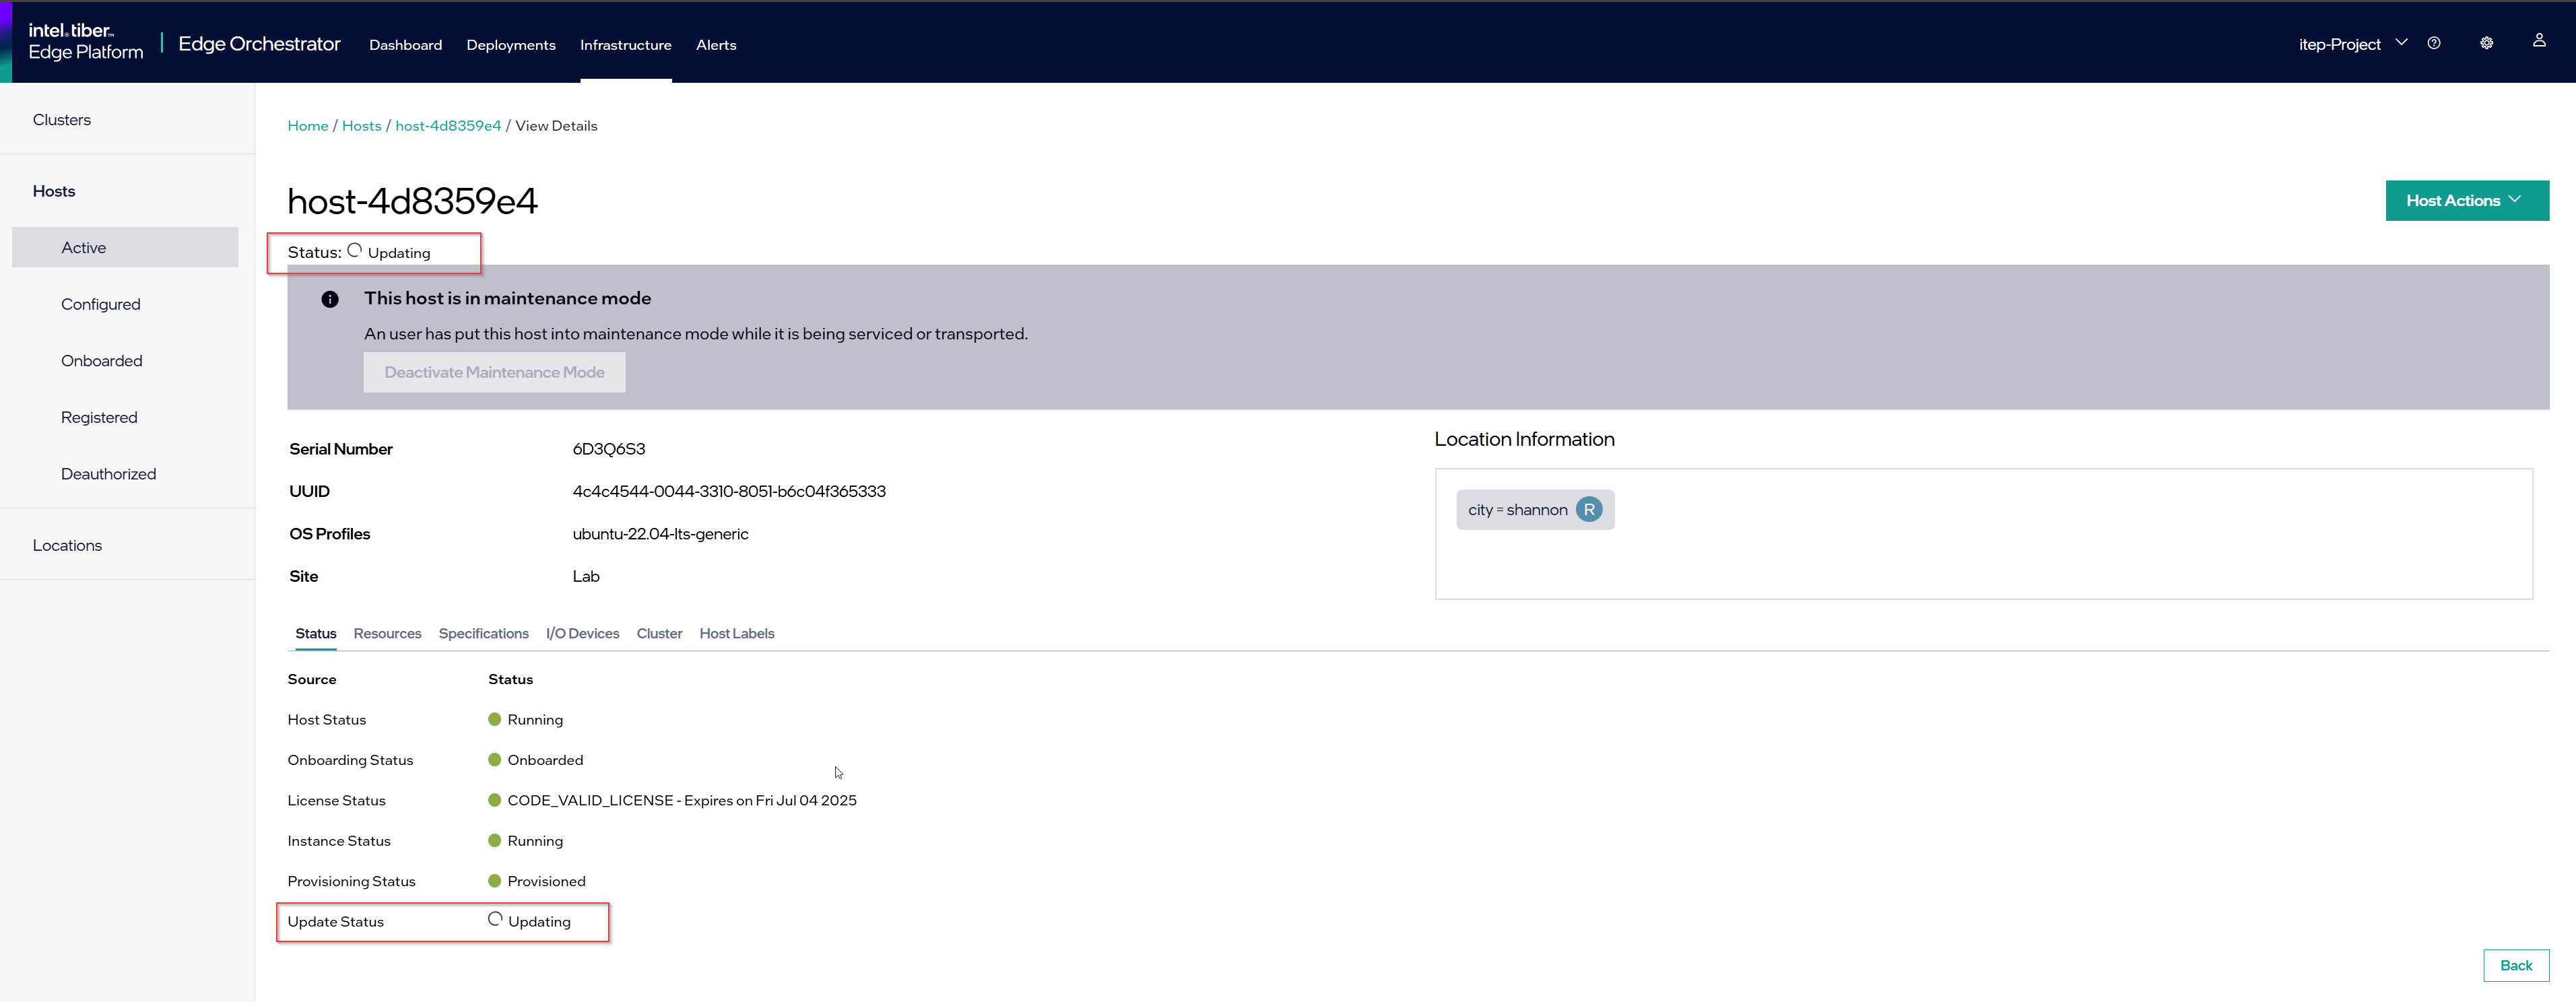 intel. tiber™
Edge Platform
Edge Orchestrator
Dashboard
Deployments
Infrastructure
Alerts
itep-Project
Clusters
Hosts
Active
Configured
Onboarded
Registered
Deauthorized
Locations
Home / Hosts / host-4d8359e4 / View Details
host-4d8359e4
Host Actions
Status: Updating
This host is in maintenance mode
An user has put this host into maintenance mode while it is being serviced or transported.
Deactivate Maintenance Mode
Serial Number 6D3Q6S3
UUID 4c4c4544-0044-3310-8051-b6c04f365333
OS Profiles ubuntu-22.04-lts-generic
Site Lab
Location Information
city = shannon R
Status Resources Specifications I/O Devices Cluster Host Labels
Source Status
Host Status Running
Onboarding Status Onboarded
License Status CODE_VALID_LICENSE - Expires on Fri Jul 04 2025
Instance Status Running
Provisioning Status Provisioned
Update Status Updating
Back